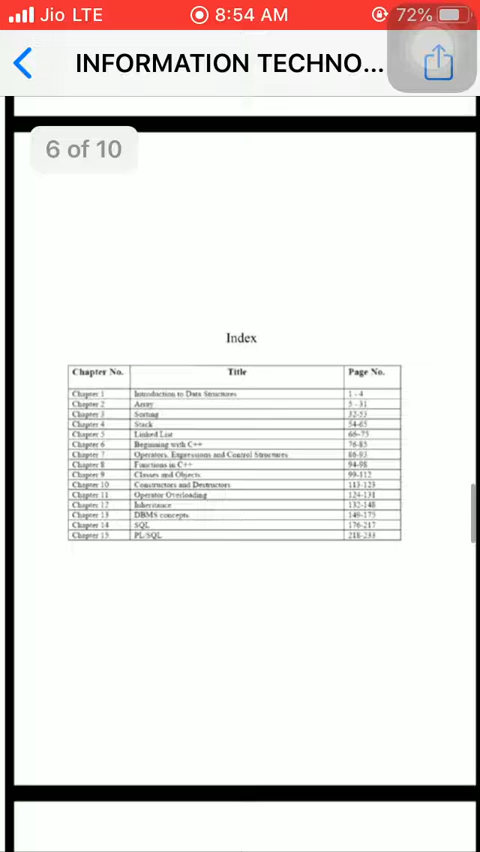 Jio LTE 8:54 AM 72%
INFORMATION TECHNO...
6 of 10
Index
Chapter No. Title Page No.
Chapter 1 Introduction to Data Structures 1 - 4
Chapter 2 Array 5 -31
Chapter 3 Sorting 32-53
Chapter 4 Stack 54-65
Chapter 5 Linked List 66-75
Chapter 6 Beginning with C++ 76-85
Chapter 7 Operators, Expressions and Control Structures 86-93
Chapter 8 Functions in C++ 94-98
Chapter 9 Classes and Objects 99-112
Chapter 10 Constructors and Destructors 113-123
Chapter 11 Operator Overloading 124-131
Chapter 12 Inheritance 132-148
Chapter 13 DBMS concepts 149-175
Chapter 14 SQL 176-217
Chapter 15 PL/SQL